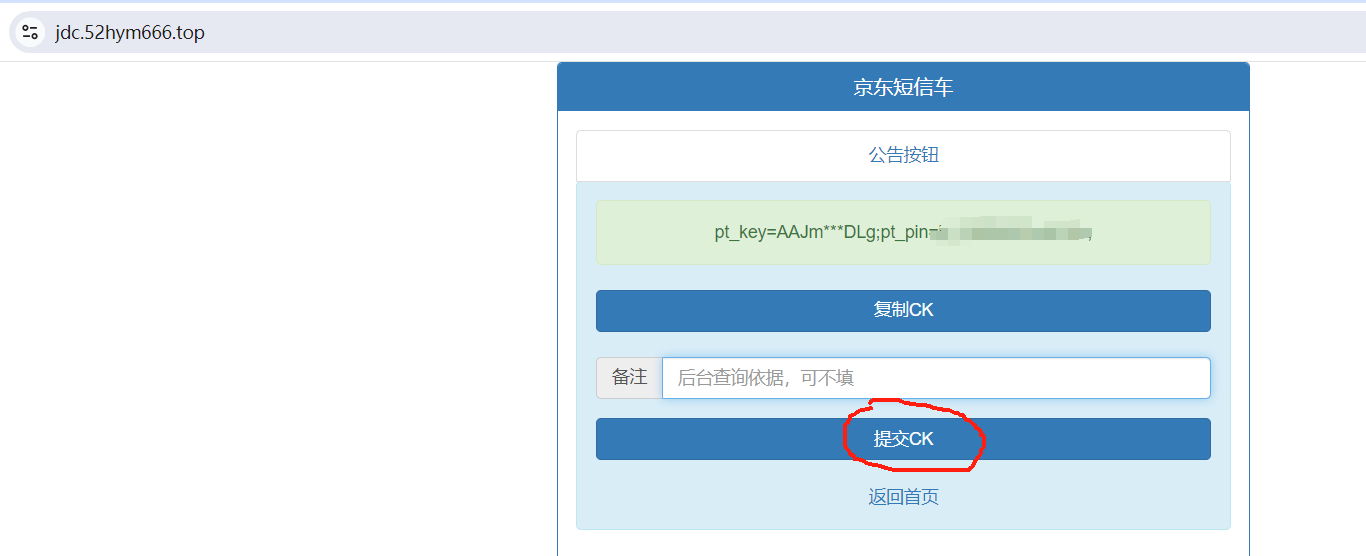 jdc.52hym666.top
京东短信车
公告按钮
pt_key=AAJm***DLg;pt_pin=
复制CK
备注 后台查询依据，可不填
提交CK
返回首页